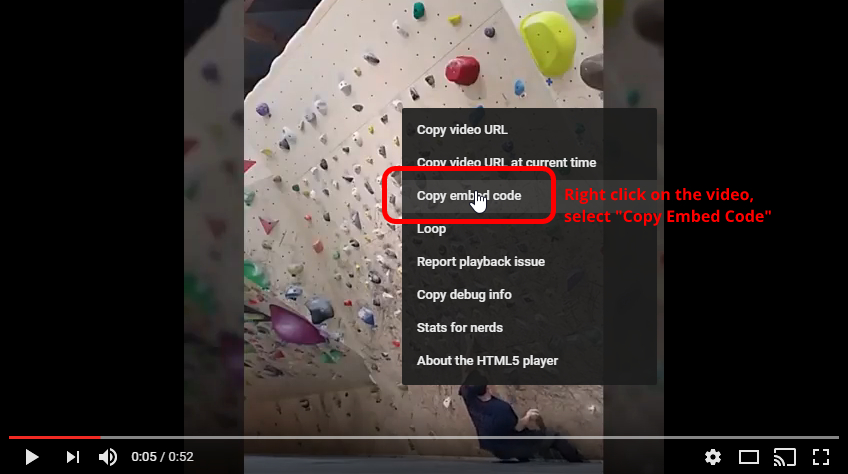 Copy video URL
Copy video URL at current time
Copy embed code
Right click on the video,
select "Copy Embed Code"
Loop
Report playback issue
Copy debug info
Stats for nerds
About the HTML5 player
0:05 / 0:52